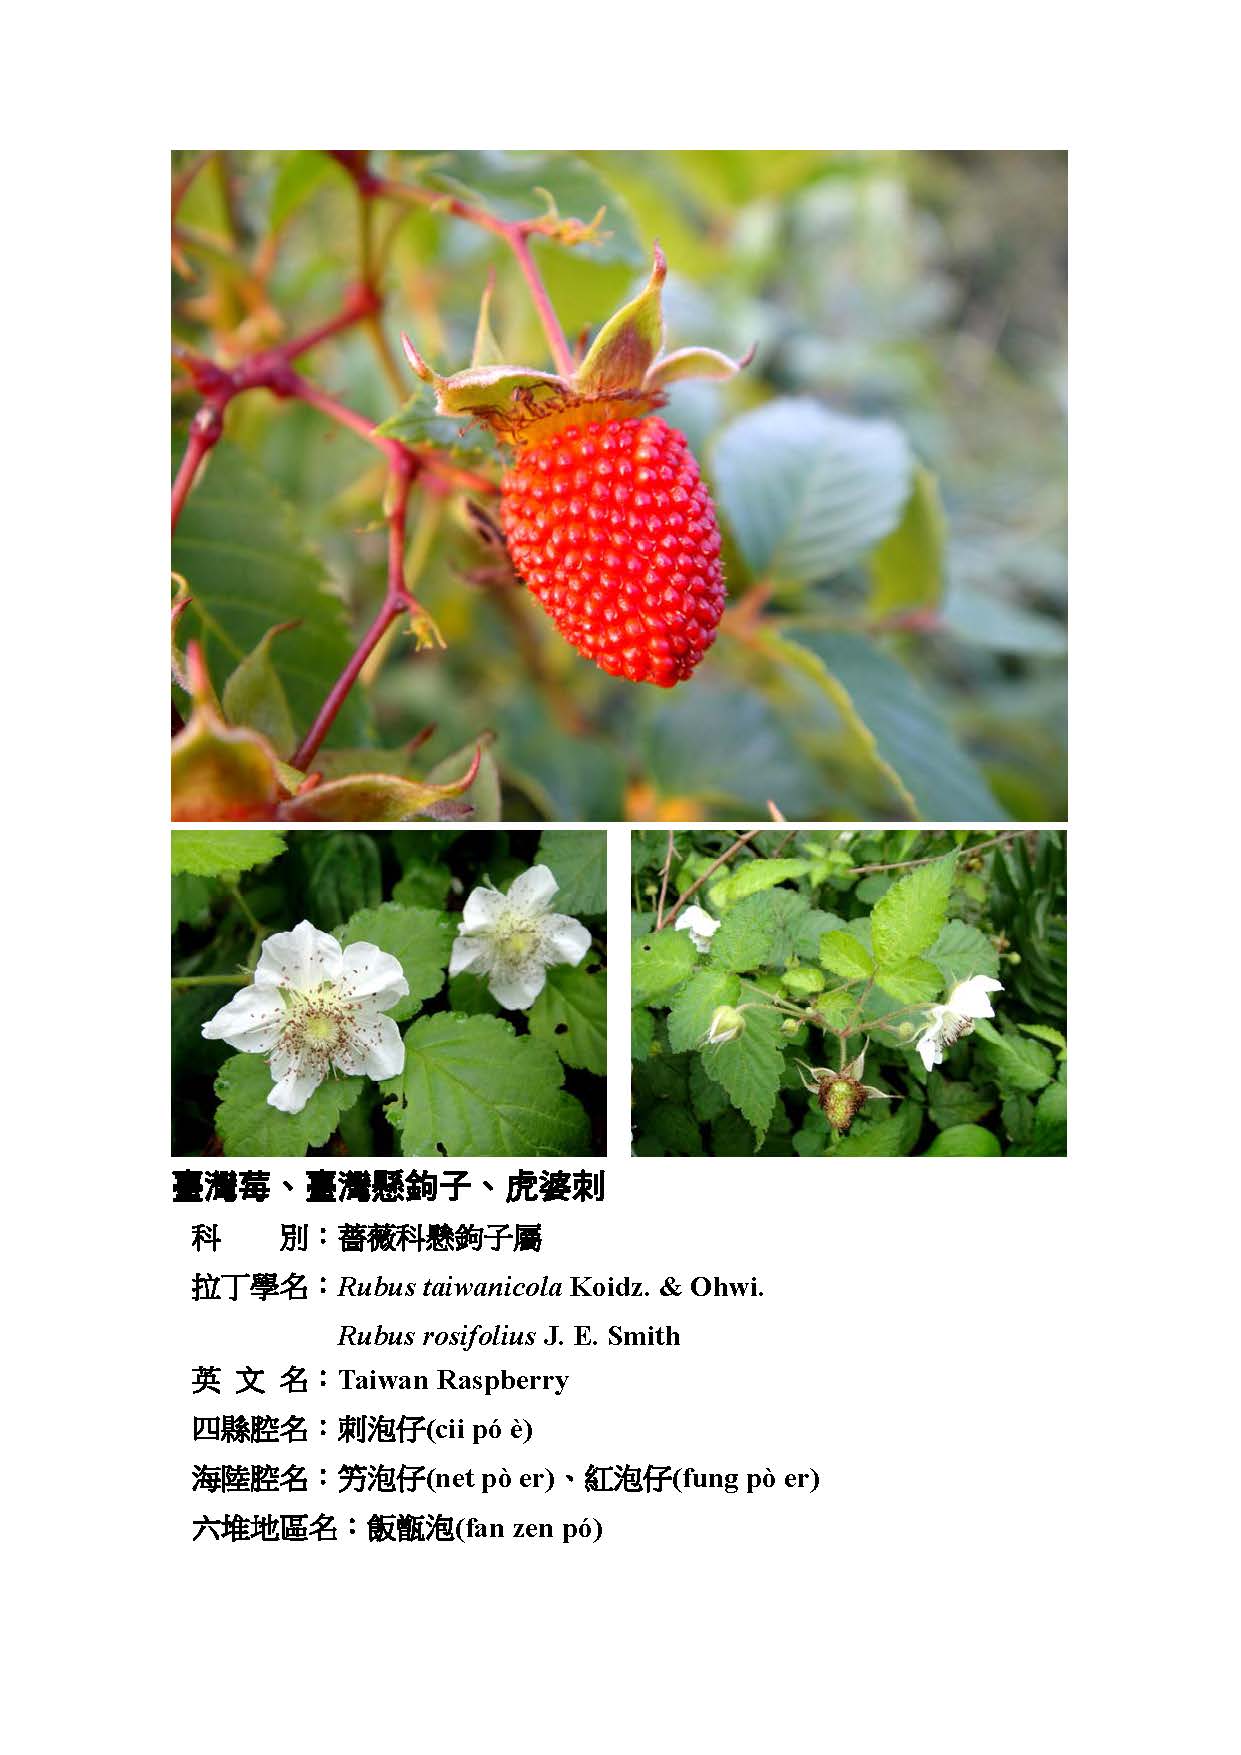 臺灣莓、臺灣懸鉤子、虎婆刺
科　　別：薔薇科懸鉤子屬
拉丁學名：Rubus taiwanicola Koidz. & Ohwi.
Rubus rosifolius J. E. Smith
英 文 名：Taiwan Raspberry
四縣腔名：刺泡仔(cii pó è)
海陸腔名：竻泡仔(net pò er)、紅泡仔(fung pò er)
六堆地區名：飯甑泡(fan zen pó)